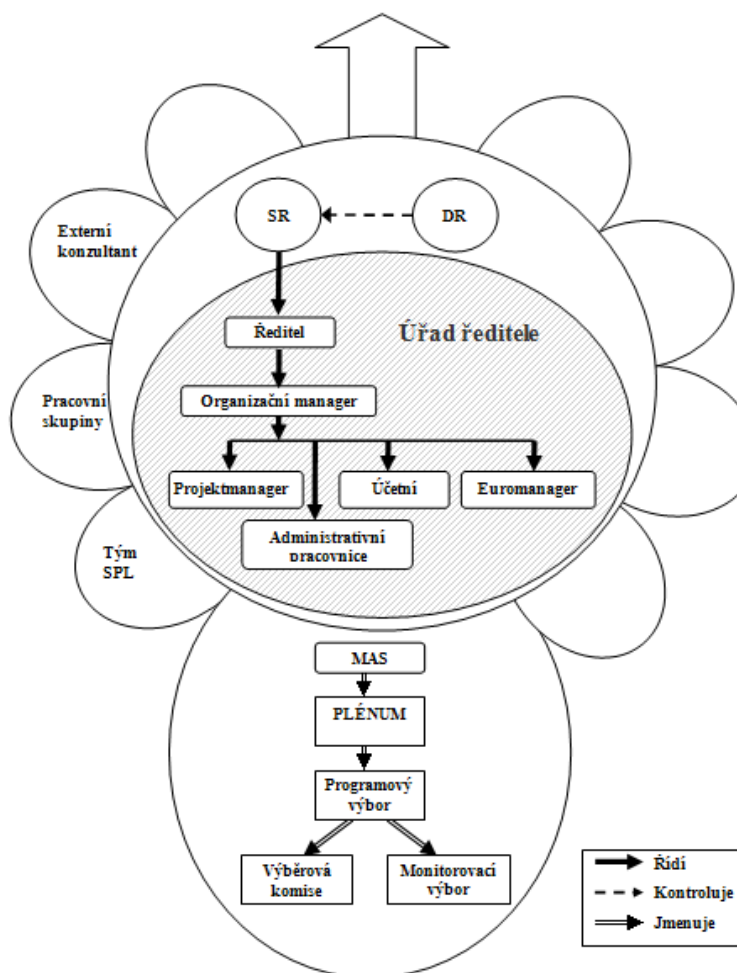 SR
DR
Externí
konzultant
Ředitel
Úřad ředitele
Pracovní
skupiny
Organizační manager
Projektmanager
Účetní
Euromanager
Administrativní
pracovnice
Tým
SPL
MAS
PLÉNUM
Programový
výbor
Výběrová
komise
Monitorovací
výbor
Řídí
Kontroluje
Jmenuje